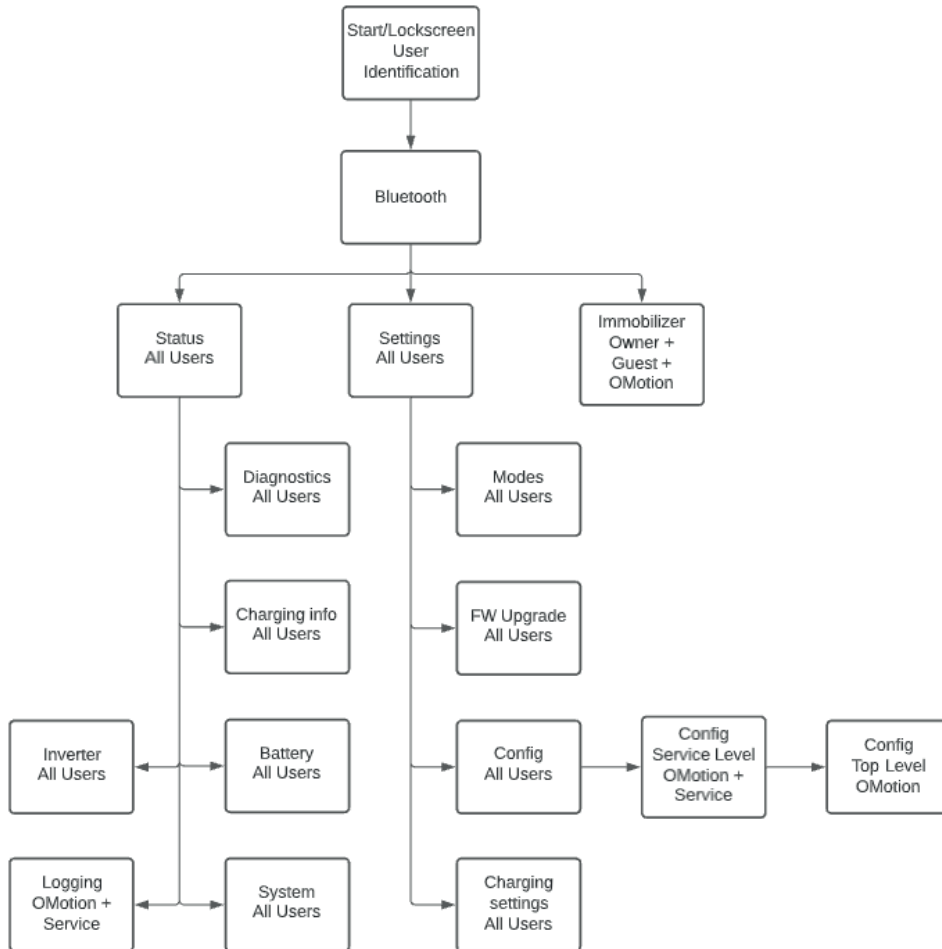 Start/Lockscreen
User
Identification
Bluetooth
Status
All Users
Settings
All Users
Immobilizer
Owner +
Guest +
OMotion
Diagnostics
All Users
Modes
All Users
Charging info
All Users
FW Upgrade
All Users
Inverter
All Users
Battery
All Users
Config
All Users
Config
Service Level
OMotion +
Service
Config
Top Level
OMotion
Logging
OMotion +
Service
System
All Users
Charging
settings
All Users